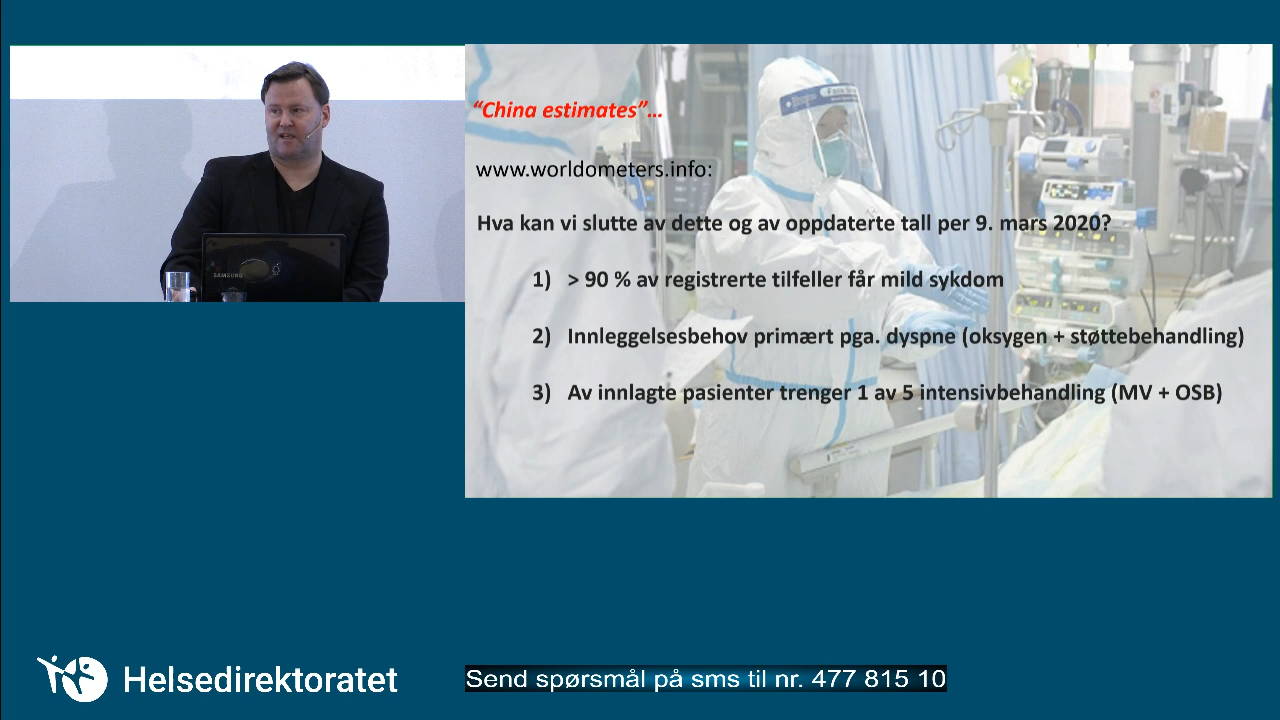 “China estimates”...
www.worldometers.info:
Hva kan vi slutte av dette og av oppdaterte tall per 9. mars 2020?
1) > 90 % av registrerte tilfeller får mild sykdom
2) Innleggelsesbehov primært pga. dyspne (oksygen + støttebehandling)
3) Av innlagte pasienter trenger 1 av 5 intensivbehandling (MV + OSB)
SAMSUNG
Helsedirektoratet
Send spørsmål på sms til nr. 477 815 10